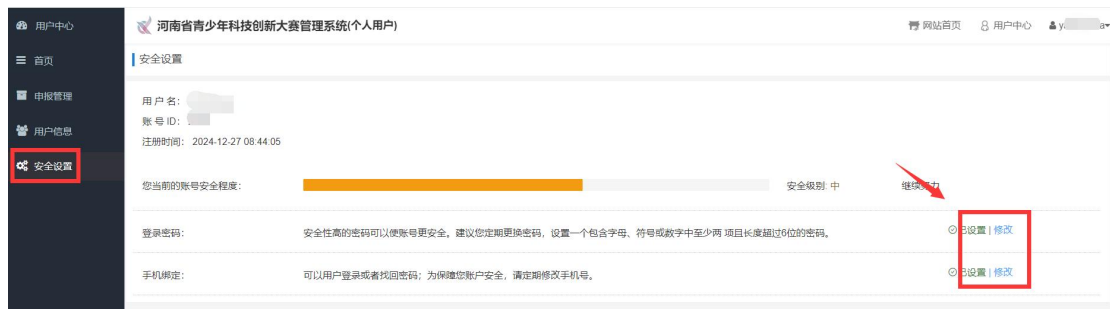 用户中心
河南省青少年科技创新大赛管理系统(个人用户)
网站首页 用户中心 y a
首页
安全设置
申报管理
用户信息
安全设置
用 户 名：
账 号 ID：
注册时间： 2024-12-27 08:44:05
您当前的账号安全程度： 安全级别: 中 继续努力
登录密码： 安全性高的密码可以使账号更安全。建议您定期更换密码，设置一个包含字母、符号或数字中至少两 项目长度超过6位的密码。 已设置 | 修改
手机绑定： 可以用户登录或者找回密码；为保障您账户安全，请定期修改手机号。 已设置 | 修改